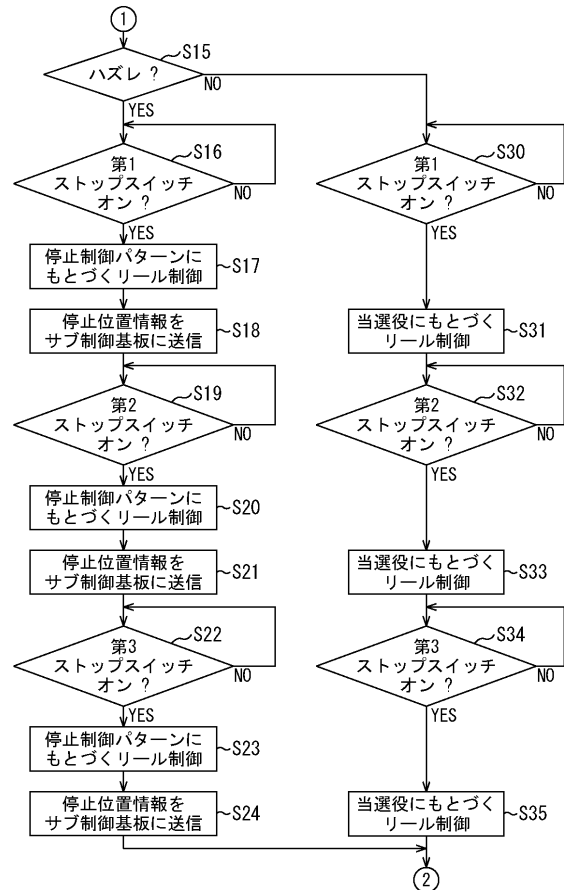 1
ハズレ ?
S15
NO
YES
第1
ストップスイッチ
オン ?
S16
NO
YES
停止制御パターンに
もとづくリール制御
S17
停止位置情報を
サブ制御基板に送信
S18
第2
ストップスイッチ
オン ?
S19
NO
YES
停止制御パターンに
もとづくリール制御
S20
停止位置情報を
サブ制御基板に送信
S21
第3
ストップスイッチ
オン ?
S22
NO
YES
停止制御パターンに
もとづくリール制御
S23
停止位置情報を
サブ制御基板に送信
S24
第1
ストップスイッチ
オン ?
S30
NO
YES
当選役にもとづく
リール制御
S31
第2
ストップスイッチ
オン ?
S32
NO
YES
当選役にもとづく
リール制御
S33
第3
ストップスイッチ
オン ?
S34
NO
YES
当選役にもとづく
リール制御
S35
2